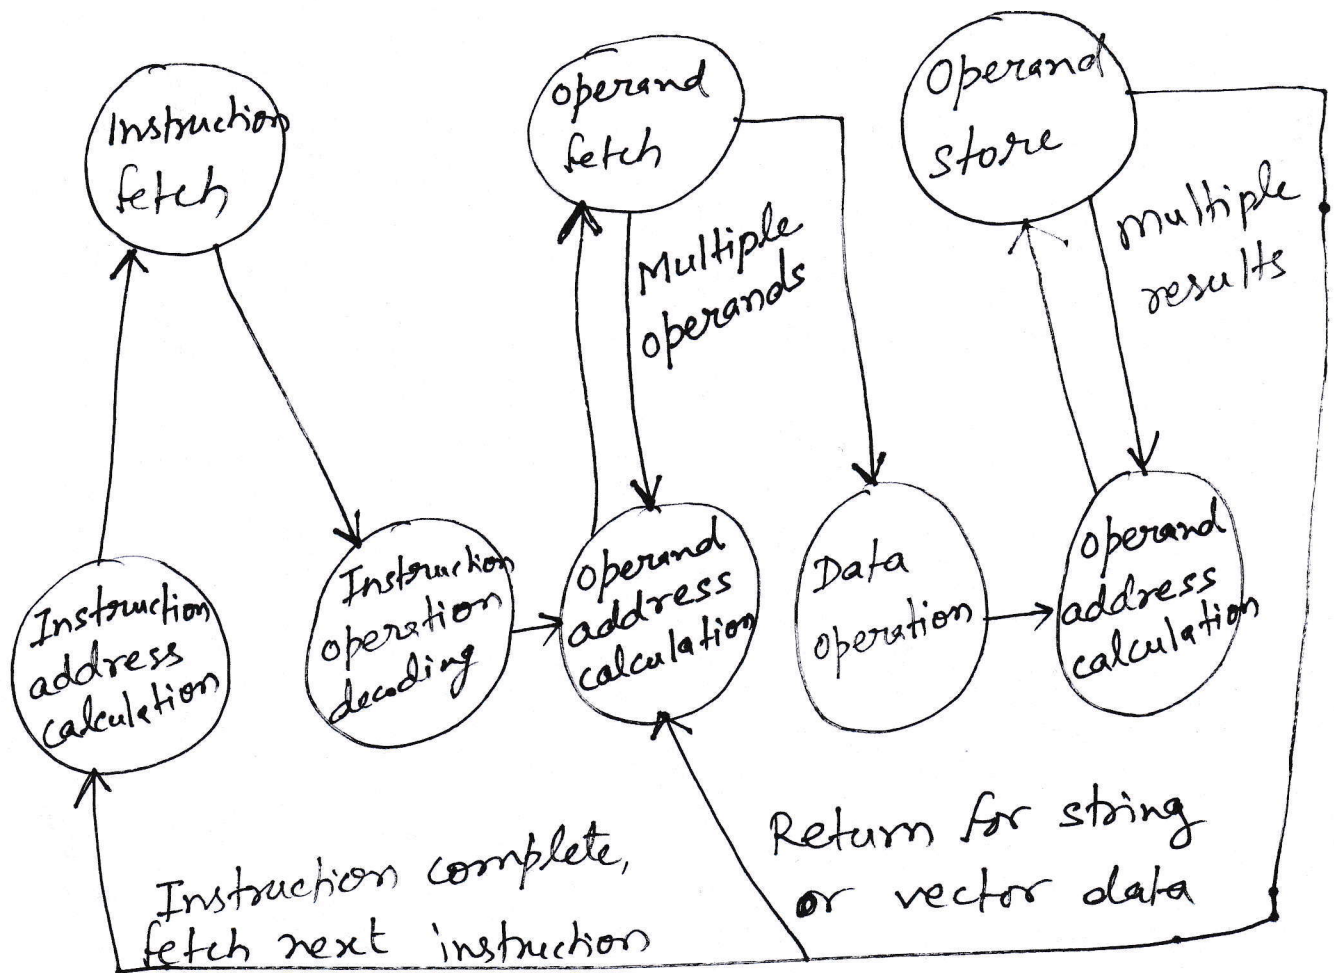 Instruction
fetch
operand
fetch
Operand
store
Multiple
operands
multiple
results
Instruction
address
calculation
Instruction
operation
decoding
operand
address
calculation
Data
operation
operand
address
calculation
Instruction complete,
fetch next instruction
Return for string
or vector data